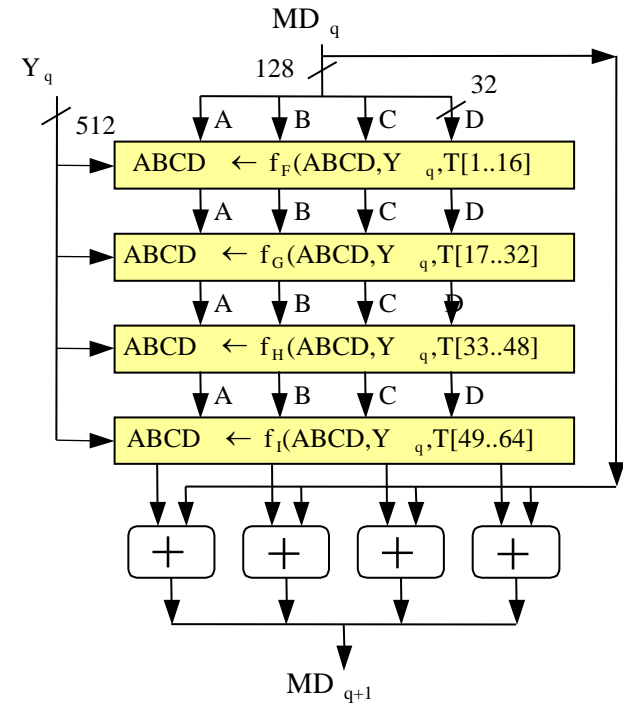 MD q
Y q
128
32
512
A B C D
ABCD ← fF(ABCD,Y q,T[1..16]
A B C D
ABCD ← fG(ABCD,Y q,T[17..32]
A B C D
ABCD ← fH(ABCD,Y q,T[33..48]
A B C D
ABCD ← fI(ABCD,Y q,T[49..64]
+ + + +
MD q+1